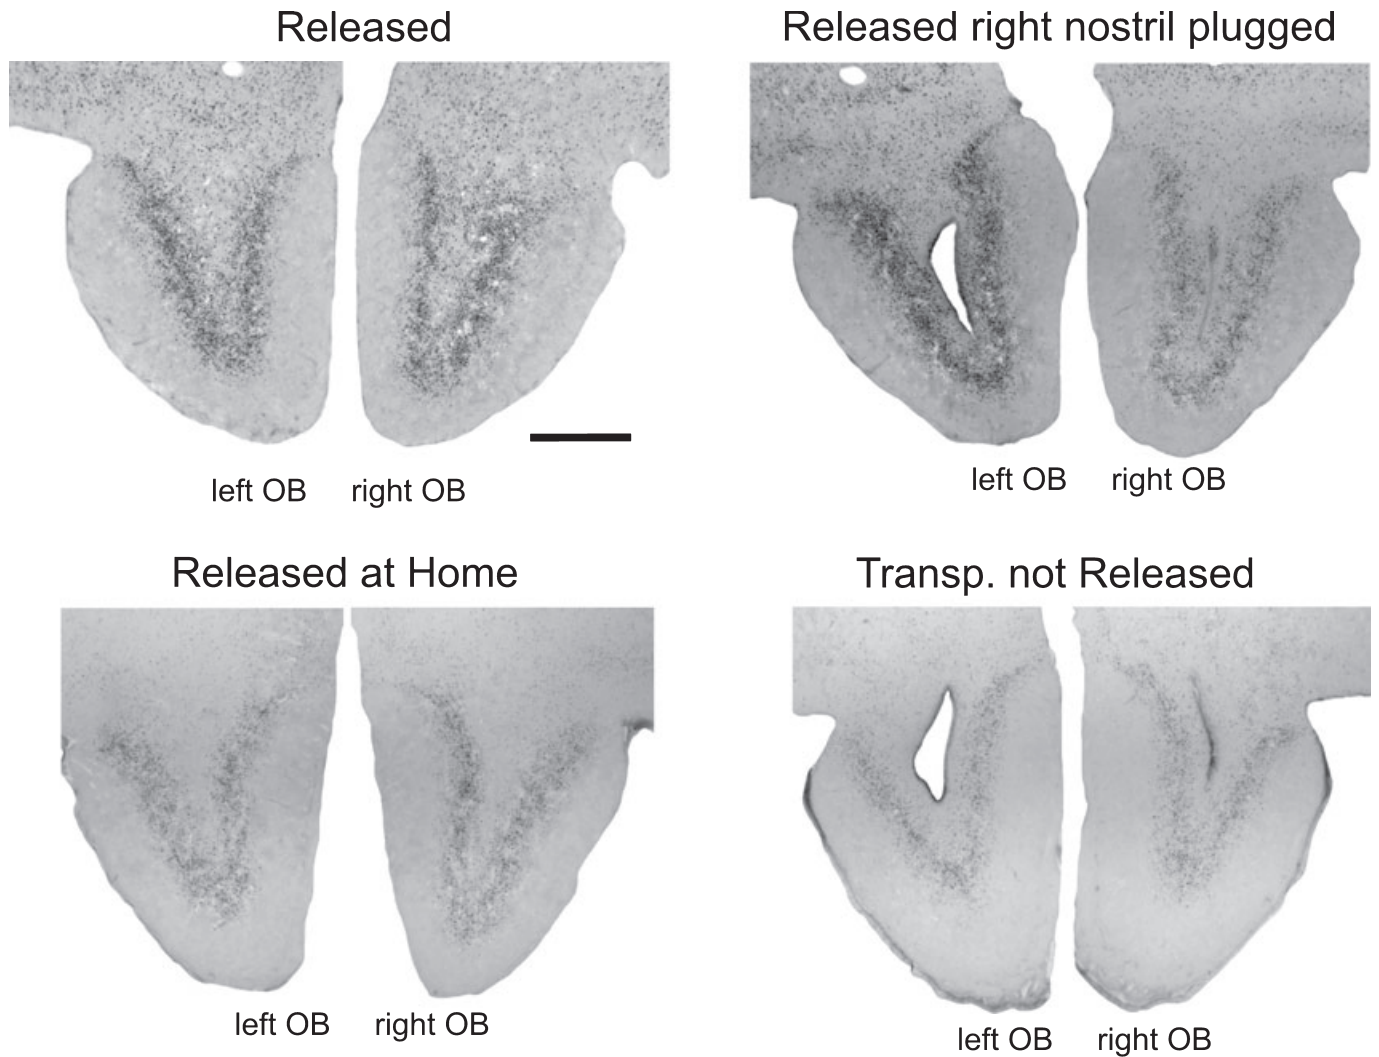 Released
Released right nostril plugged
left OB right OB
left OB right OB
Released at Home
Transp. not Released
left OB right OB
left OB right OB